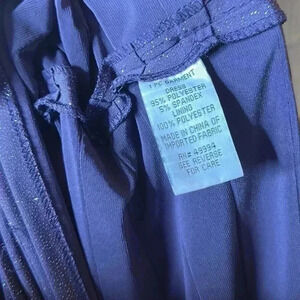 1 PC GARMENT
DRESS
95% POLYESTER
5% SPANDEX
LINING
100% POLYESTER
MADE IN CHINA OF
IMPORTED FABRIC
RN# 49994
SEE REVERSE
FOR CARE